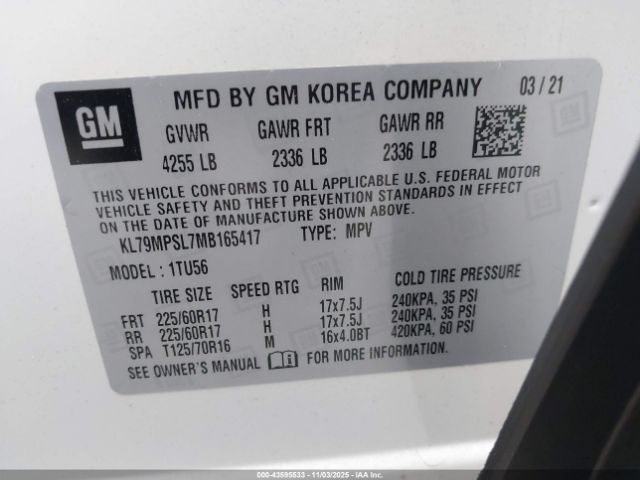 GM
MFD BY GM KOREA COMPANY 03 / 21
GVWR GAWR FRT GAWR RR
4255 LB 2336 LB 2336 LB
THIS VEHICLE CONFORMS TO ALL APPLICABLE U.S. FEDERAL MOTOR
VEHICLE SAFETY AND THEFT PREVENTION STANDARDS IN EFFECT
ON THE DATE OF MANUFACTURE SHOWN ABOVE.
KL79MPSL7MB165417 TYPE: MPV
MODEL: 1TU56
TIRE SIZE SPEED RTG RIM COLD TIRE PRESSURE
FRT 225/60R17 H 17x7.5J 240KPA, 35 PSI
RR 225/60R17 H 17x7.5J 240KPA, 35 PSI
SPA T125/70R16 M 16x4.0BT 420KPA, 60 PSI
SEE OWNER'S MANUAL FOR MORE INFORMATION.
000-43595533 - 11/03/2025 - IAA, Inc.